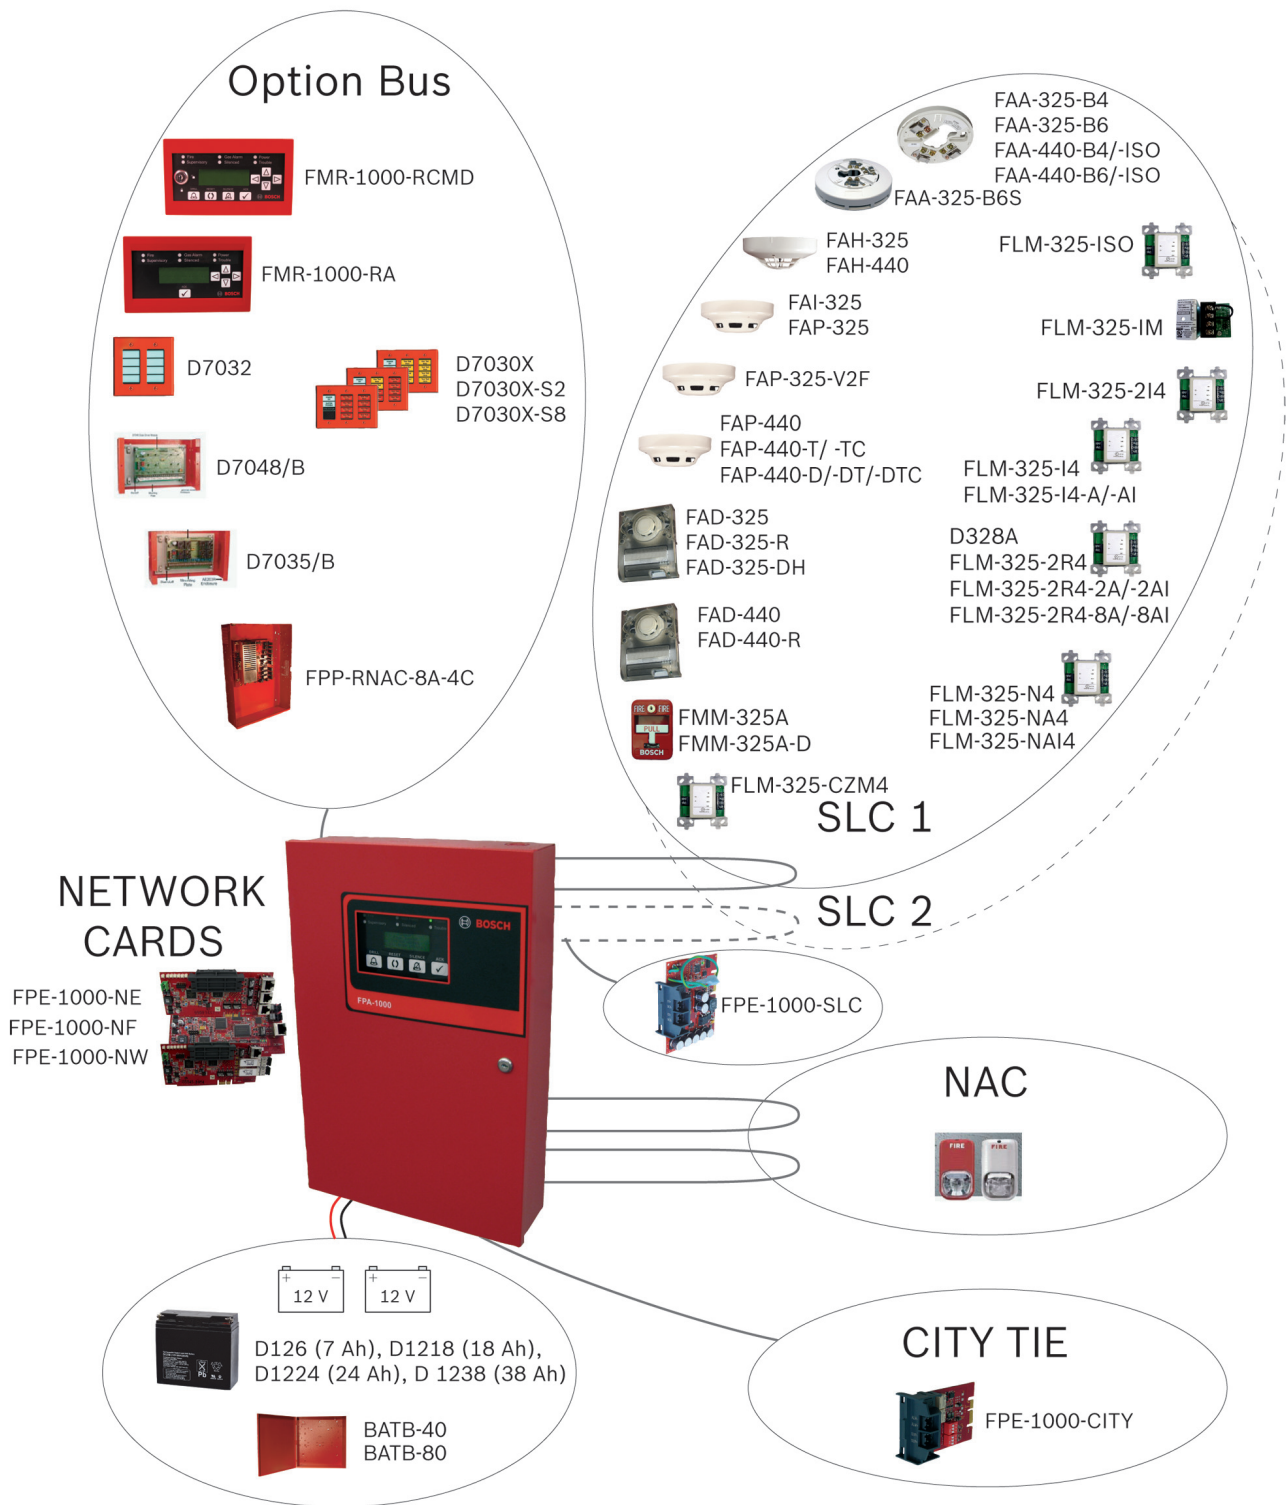 Option Bus
FMR-1000-RCMD
FMR-1000-RA
D7032
D7030X
D7030X-S2
D7030X-S8
D7048/B
D7035/B
FPP-RNAC-8A-4C
FAA-325-B4
FAA-325-B6
FAA-440-B4/-ISO
FAA-440-B6/-ISO
FAA-325-B6S
FAH-325
FAH-440
FLM-325-ISO
FAI-325
FAP-325
FLM-325-IM
FAP-325-V2F
FLM-325-2I4
FAP-440
FAP-440-T/ -TC
FAP-440-D/-DT/-DTC
FLM-325-I4
FLM-325-I4-A/-AI
FAD-325
FAD-325-R
FAD-325-DH
D328A
FLM-325-2R4
FLM-325-2R4-2A/-2AI
FLM-325-2R4-8A/-8AI
FAD-440
FAD-440-R
FLM-325-N4
FLM-325-NA4
FLM-325-NAI4
FIRE FIRE
PULL
BOSCH
FMM-325A
FMM-325A-D
FLM-325-CZM4
SLC 1
SLC 2
NETWORK
CARDS
FPE-1000-NE
FPE-1000-NF
FPE-1000-NW
BOSCH
FPA-1000
FPE-1000-SLC
NAC
FIRE
FIRE
+ −
12 V
+ −
12 V
Pb
D126 (7 Ah), D1218 (18 Ah),
D1224 (24 Ah), D 1238 (38 Ah)
BATB-40
BATB-80
CITY TIE
FPE-1000-CITY